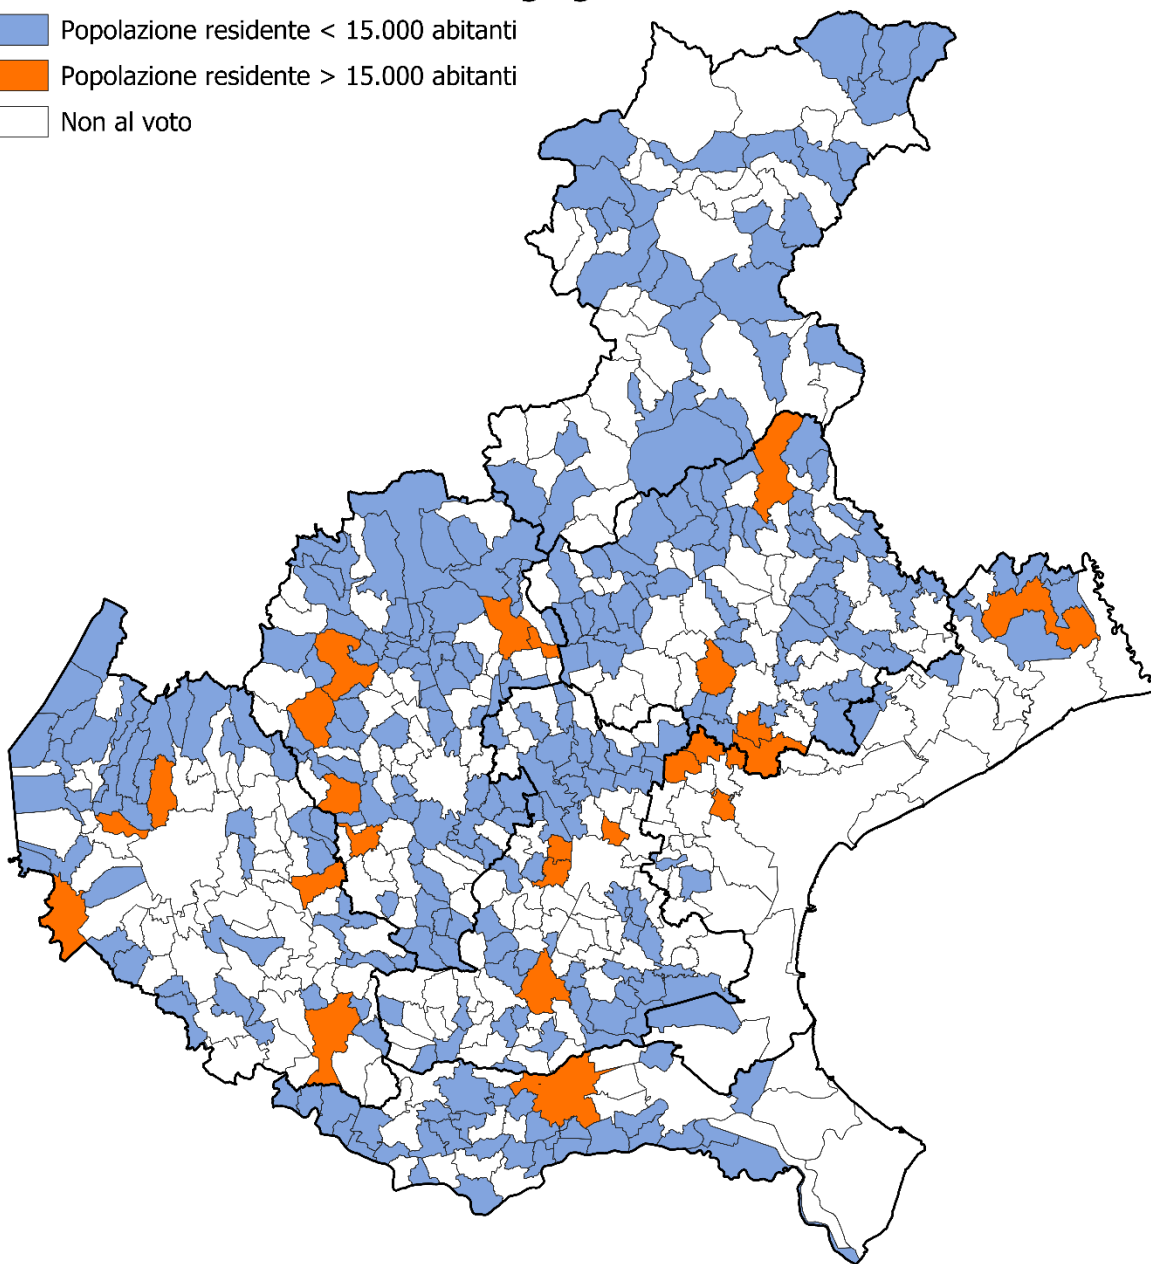 Popolazione residente < 15.000 abitanti
Popolazione residente > 15.000 abitanti
Non al voto